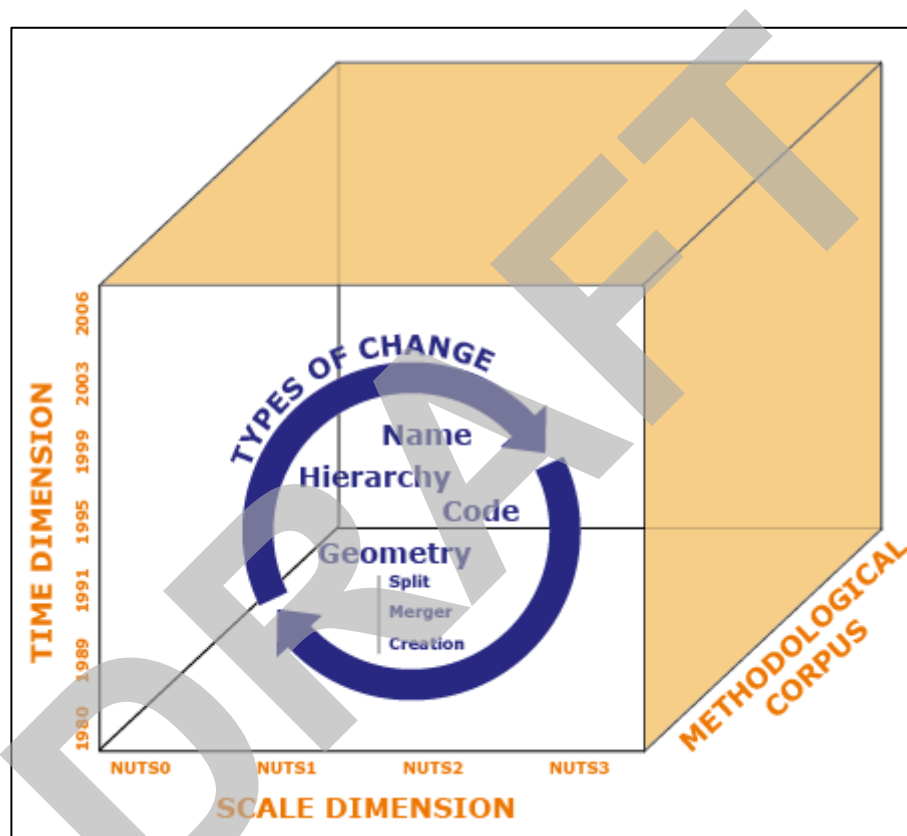 TYPES OF CHANGE
Name
Hierarchy
Code
Geometry
Split
Merger
Creation
TIME DIMENSION
2006
2003
1999
1995
1991
1989
1980
NUTS0 NUTS1 NUTS2 NUTS3
SCALE DIMENSION
METHODOLOGICAL
CORPUS
DRAFT